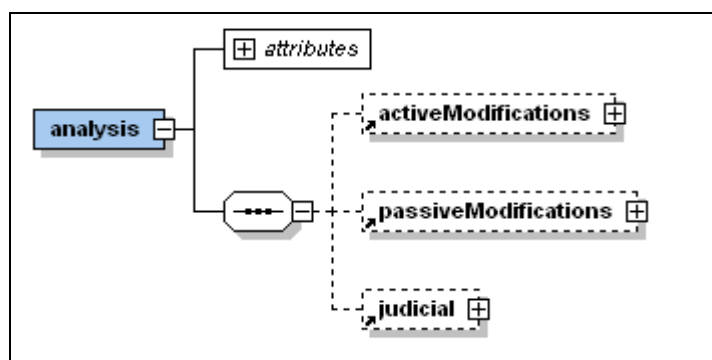 attributes
analysis
activeModifications
passiveModifications
judicial